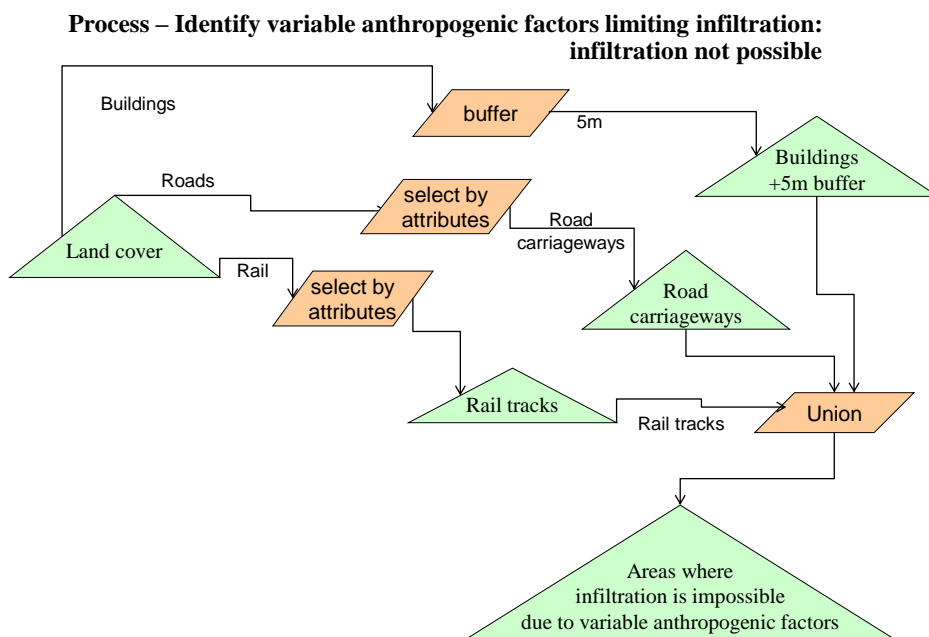 Process – Identify variable anthropogenic factors limiting infiltration:
infiltration not possible
Buildings
buffer
5m
Buildings
+5m buffer
Roads
select by
attributes
Road
carriageways
Land cover
Rail
select by
attributes
Road
carriageways
Rail tracks
Rail tracks
Union
Areas where
infiltration is impossible
due to variable anthropogenic factors